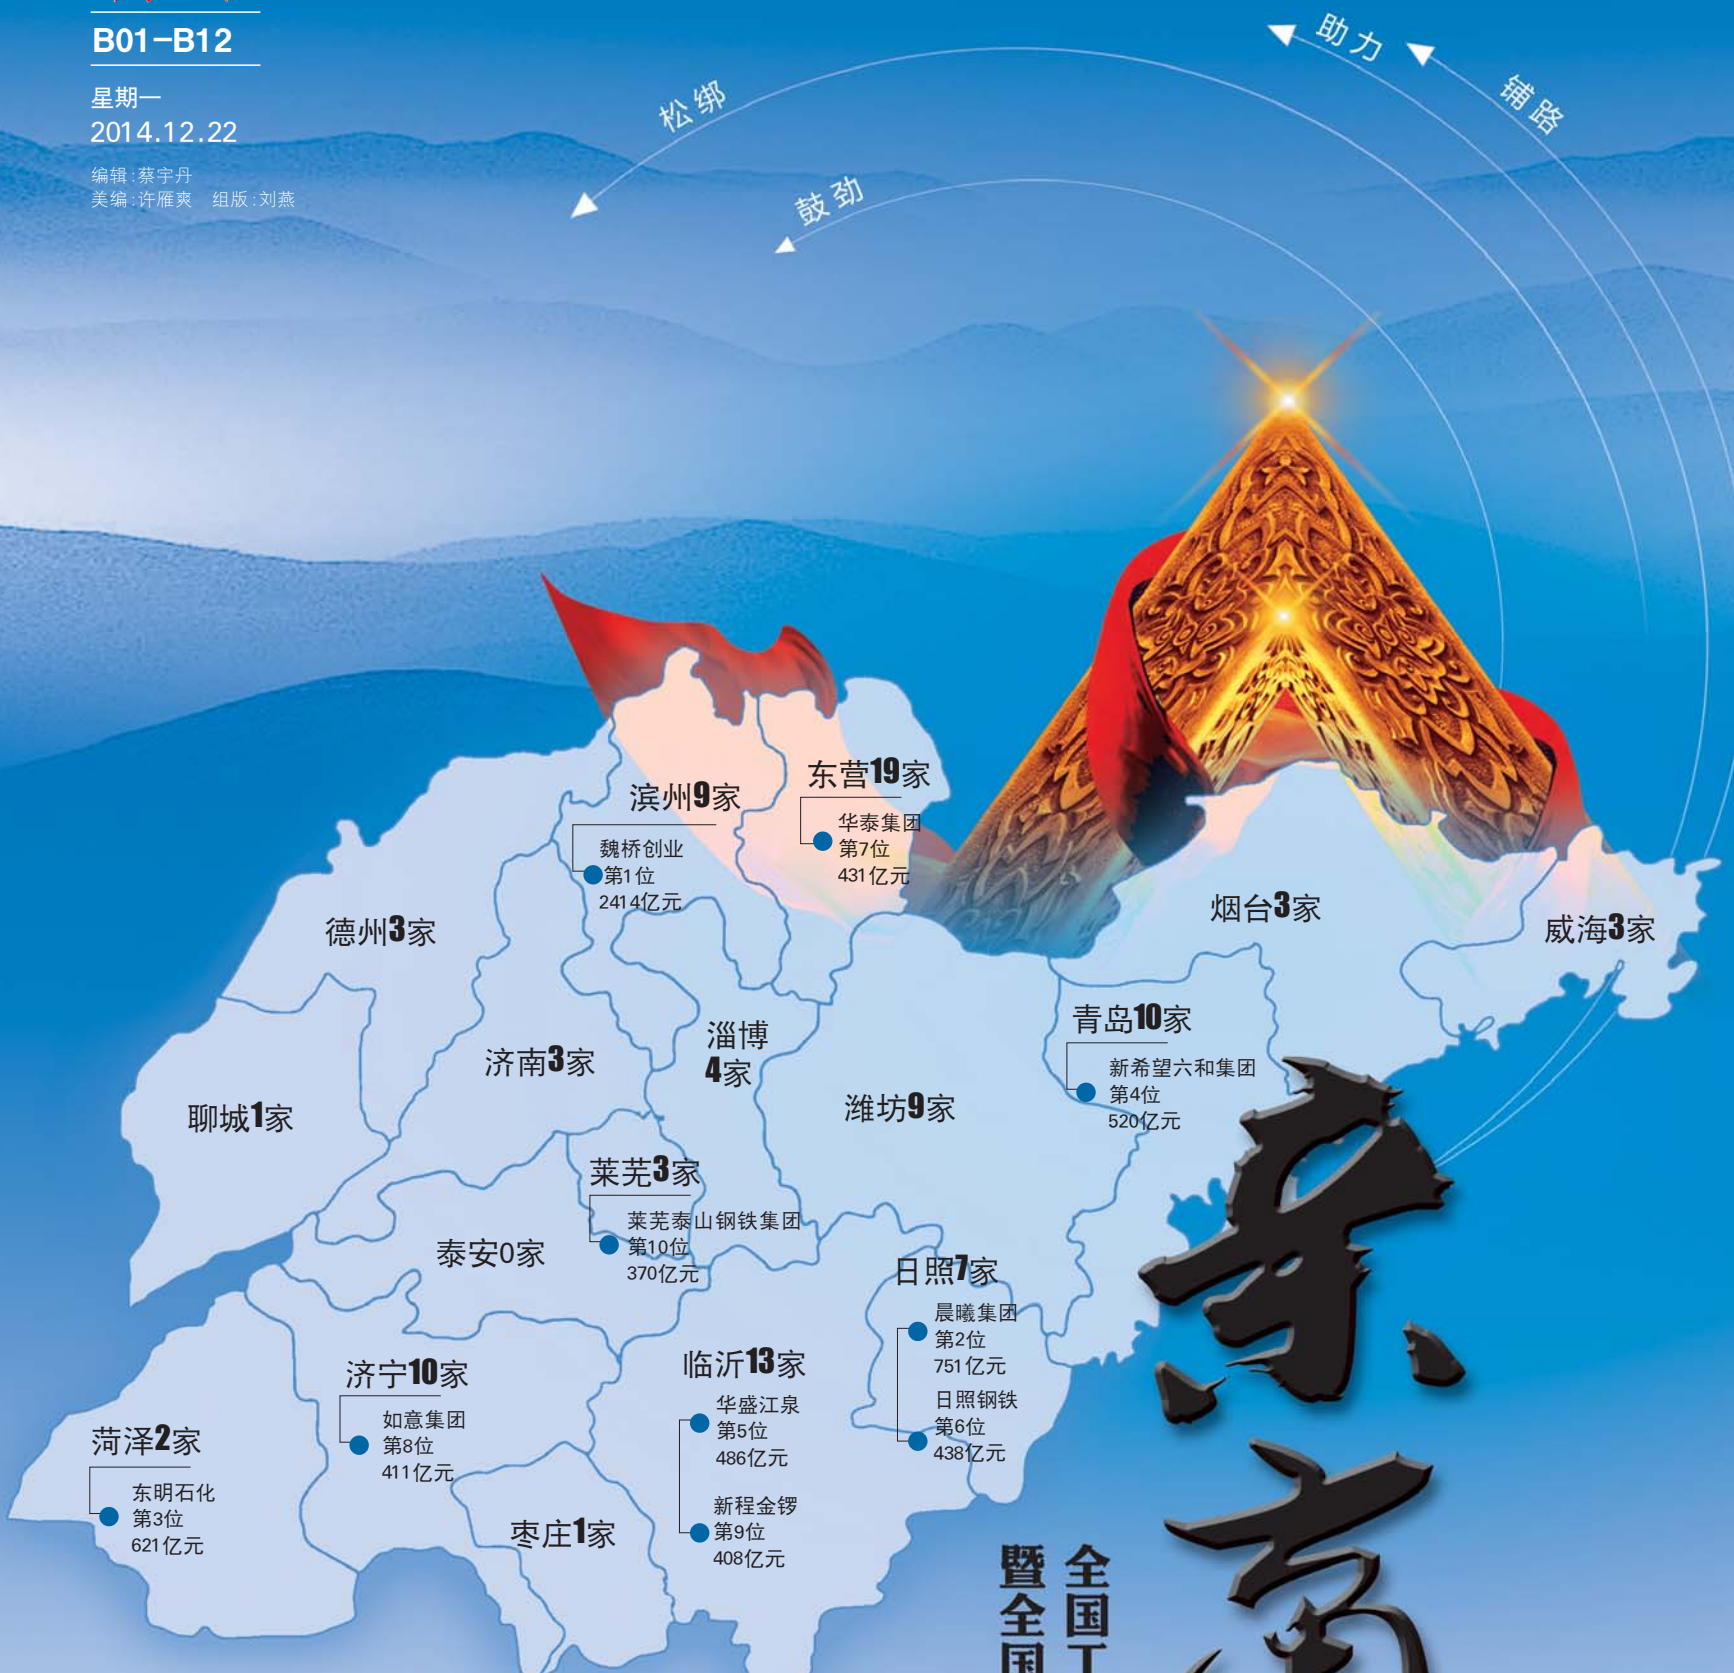 B01-B12
星期一
2014.12.22
编辑:蔡宇丹
美编:许雁爽 组版:刘燕
松绑
鼓劲
助力
铺路
滨州9家
魏桥创业
第1位
2414亿元
东营19家
华泰集团
第7位
431亿元
德州3家
烟台3家
威海3家
济南3家
淄博
4家
青岛10家
新希望六和集团
第4位
520亿元
聊城1家
潍坊9家
莱芜3家
莱芜泰山钢铁集团
第10位
370亿元
泰安0家
日照7家
晨曦集团
第2位
751亿元
日照钢铁
第6位
438亿元
济宁10家
如意集团
第8位
411亿元
临沂13家
华盛江泉
第5位
486亿元
新程金锣
第9位
408亿元
菏泽2家
东明石化
第3位
621亿元
枣庄1家
全国工
暨全国